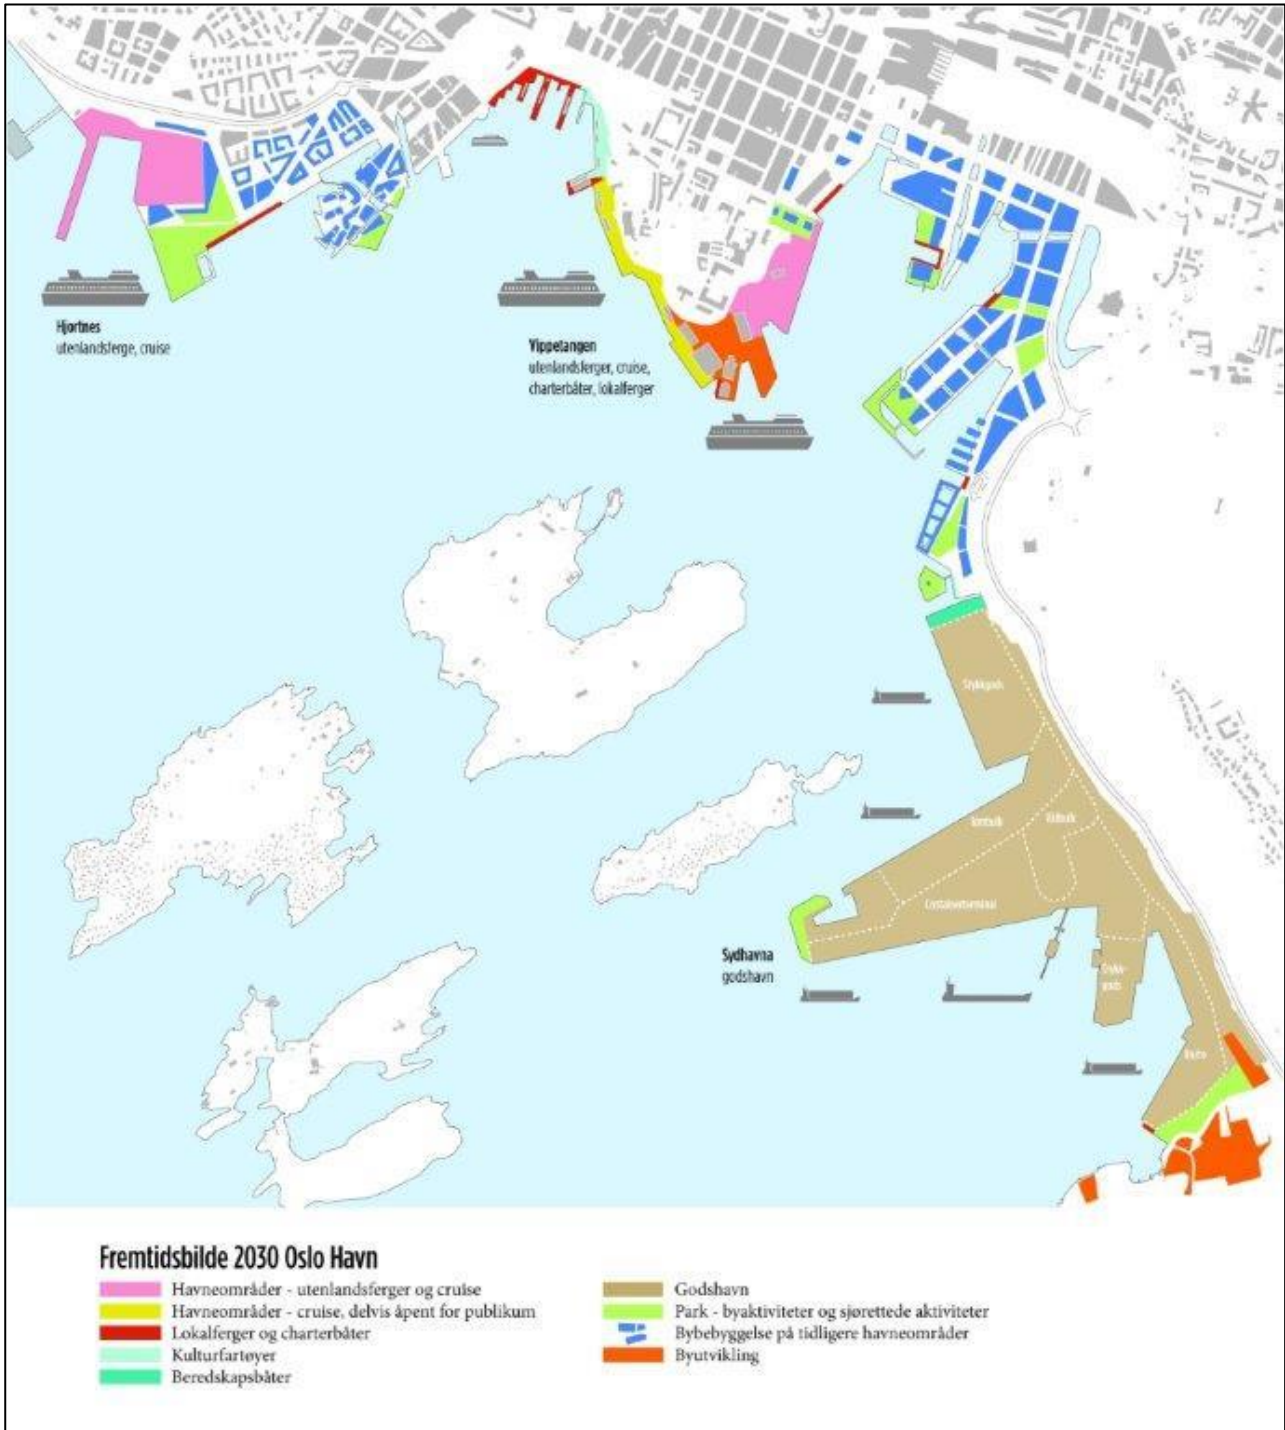 Hjortnes
utenlandsferge, cruise
Vippetangen
utenlandsferger, cruise,
charterbåter, lokalferger
Stykkgods
Containerterminal
Sydhavna
godshavn
Fremtidsbilde 2030 Oslo Havn
Havneområder - utenlandsferger og cruise
Havneområder - cruise, delvis åpent for publikum
Lokalferger og charterbåter
Kulturfartøyer
Beredskapsbåter
Godshavn
Park - byaktiviteter og sjørettede aktiviteter
Bybebyggelse på tidligere havneområder
Byutvikling